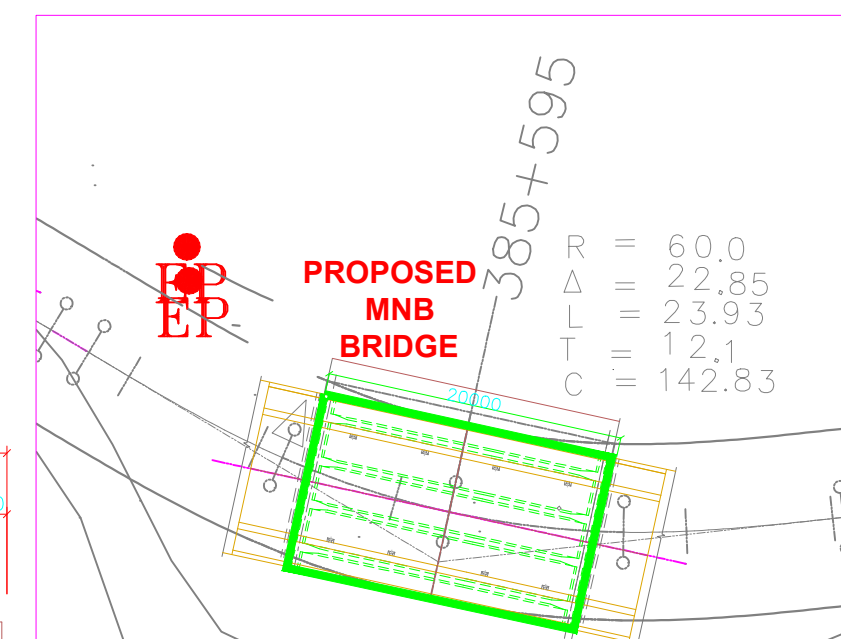 385+595
EP
EP
PROPOSED
MNB
BRIDGE
R = 60.0
Δ = 22.85
L = 23.93
T = 12.1
C = 142.83
20000